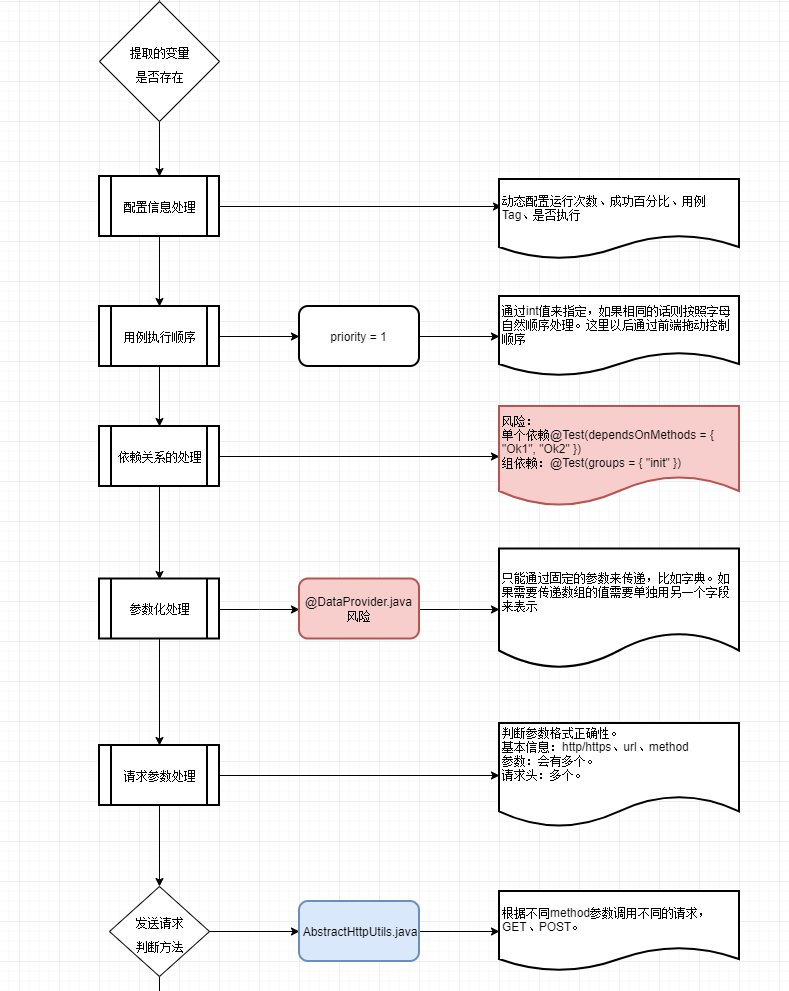 提取的变量
是否存在
配置信息处理
动态配置运行次数、成功百分比、用例
Tag、是否执行
用例执行顺序
priority = 1
通过int值来指定，如果相同的话则按照字母
自然顺序处理。这里以后通过前端拖动控制
顺序
依赖关系的处理
风险：
单个依赖@Test(dependsOnMethods = {
"Ok1", "Ok2" })
组依赖：@Test(groups = { "init" })
参数化处理
@DataProvider.java
风险
只能通过固定的参数来传递，比如字典。如
果需要传递数组的值需要单独用另一个字段
来表示
请求参数处理
判断参数格式正确性。
基本信息：http/https、url、method
参数：会有多个。
请求头：多个。
发送请求
判断方法
AbstractHttpUtils.java
根据不同method参数调用不同的请求，
GET、POST。